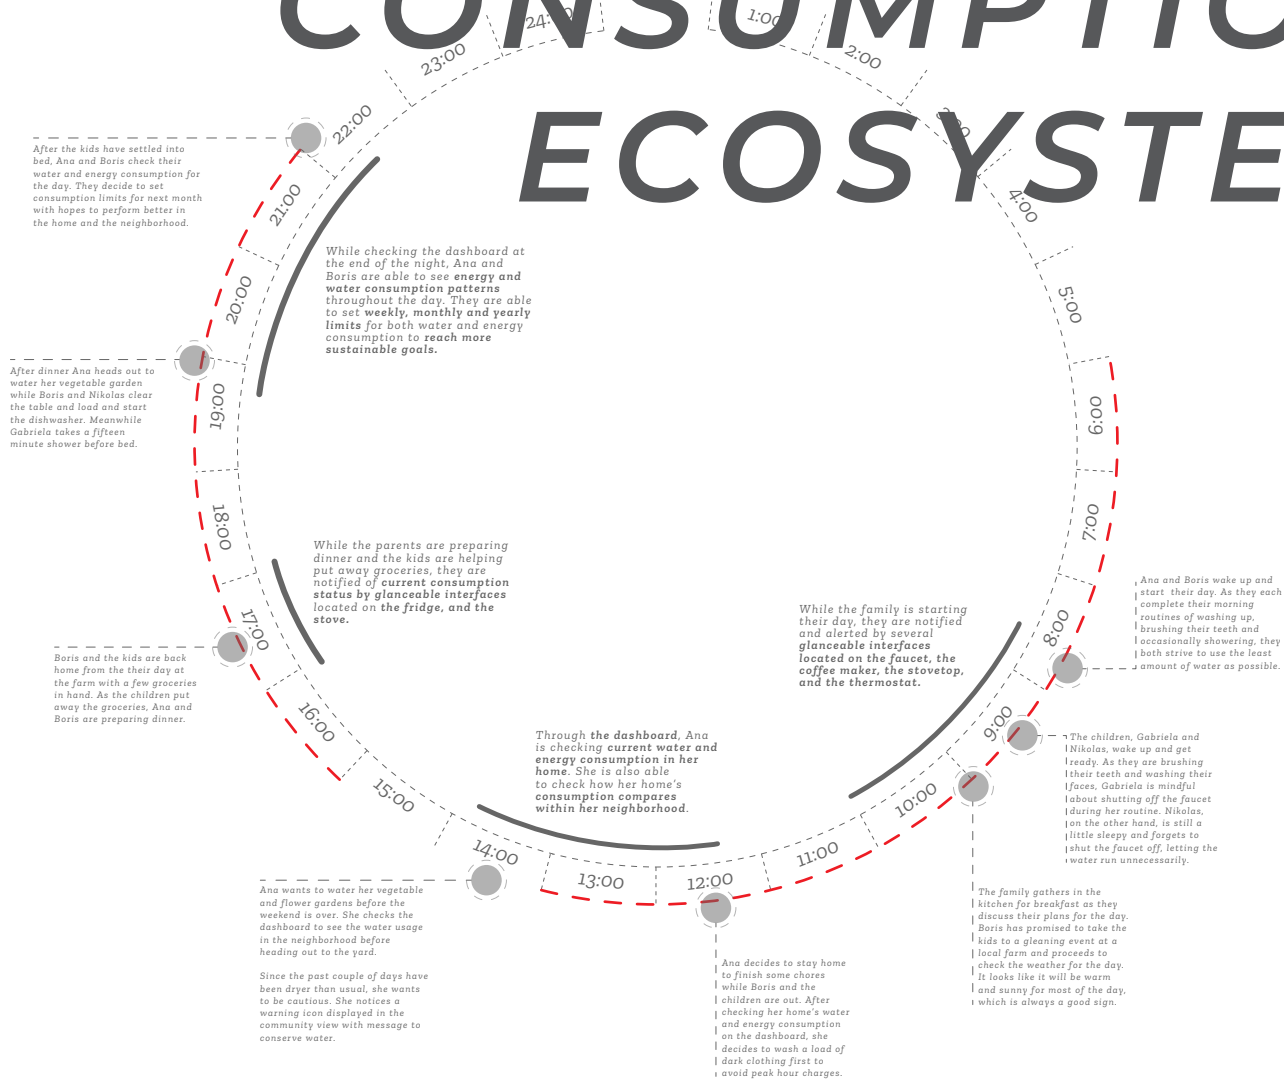 CONSUMPTIO
ECOSYSTE
24:00
1:00
2:00
3:00
4:00
5:00
6:00
7:00
8:00
9:00
10:00
11:00
12:00
13:00
14:00
15:00
16:00
17:00
18:00
19:00
20:00
21:00
22:00
23:00
After the kids have settled into
bed, Ana and Boris check their
water and energy consumption for
the day. They decide to set
consumption limits for next month
with hopes to perform better in
the home and the neighborhood.
While checking the dashboard at
the end of the night, Ana and
Boris are able to see energy and
water consumption patterns
throughout the day. They are able
to set weekly, monthly and yearly
limits for both water and energy
consumption to reach more
sustainable goals.
After dinner Ana heads out to
water her vegetable garden
while Boris and Nikolas clear
the table and load and start
the dishwasher. Meanwhile
Gabriela takes a fifteen
minute shower before bed.
While the parents are preparing
dinner and the kids are helping
put away groceries, they are
notified of current consumption
status by glanceable interfaces
located on the fridge, and the
stove.
Boris and the kids are back
home from the their day at
the farm with a few groceries
in hand. As the children put
away the groceries, Ana and
Boris are preparing dinner.
While the family is starting
their day, they are notified
and alerted by several
glanceable interfaces
located on the faucet, the
coffee maker, the stovetop,
and the thermostat.
Ana and Boris wake up and
start their day. As they each
complete their morning
routines of washing up,
brushing their teeth and
occasionally showering, they
both strive to use the least
amount of water as possible.
The children, Gabriela and
Nikolas, wake up and get
ready. As they are brushing
their teeth and washing their
faces, Gabriela is mindful
about shutting off the faucet
during her routine. Nikolas,
on the other hand, is still a
little sleepy and forgets to
shut the faucet off, letting the
water run unnecessarily.
Through the dashboard, Ana
is checking current water and
energy consumption in her
home. She is also able
to check how her home's
consumption compares
within her neighborhood.
Ana wants to water her vegetable
and flower gardens before the
weekend is over. She checks the
dashboard to see the water usage
in the neighborhood before
heading out to the yard.
Since the past couple of days have
been dryer than usual, she wants
to be cautious. She notices a
warning icon displayed in the
community view with message to
conserve water.
The family gathers in the
kitchen for breakfast as they
discuss their plans for the day.
Boris has promised to take the
kids to a gleaning event at a
local farm and proceeds to
check the weather for the day.
It looks like it will be warm
and sunny for most of the day,
which is always a good sign.
Ana decides to stay home
to finish some chores
while Boris and the
children are out. After
checking her home's water
and energy consumption
on the dashboard, she
decides to wash a load of
dark clothing first to
avoid peak hour charges.